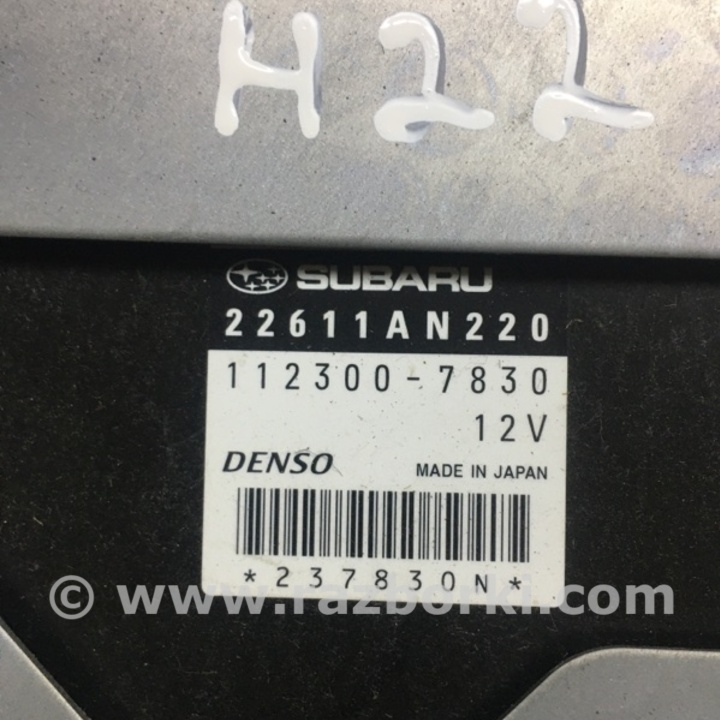 H22
SUBARU
22611AN220
112300-7830
12V
DENSO MADE IN JAPAN
*237830N*
© www.razborki.com